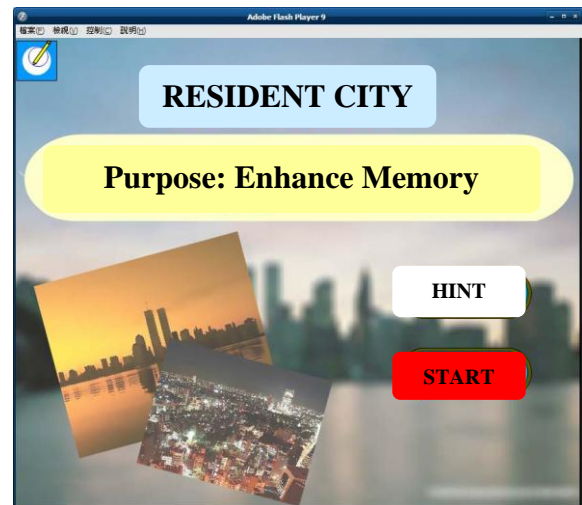 Adobe Flash Player 9
檔案(F) 檢視(V) 控制(C) 說明(H)
RESIDENT CITY
Purpose: Enhance Memory
HINT
START